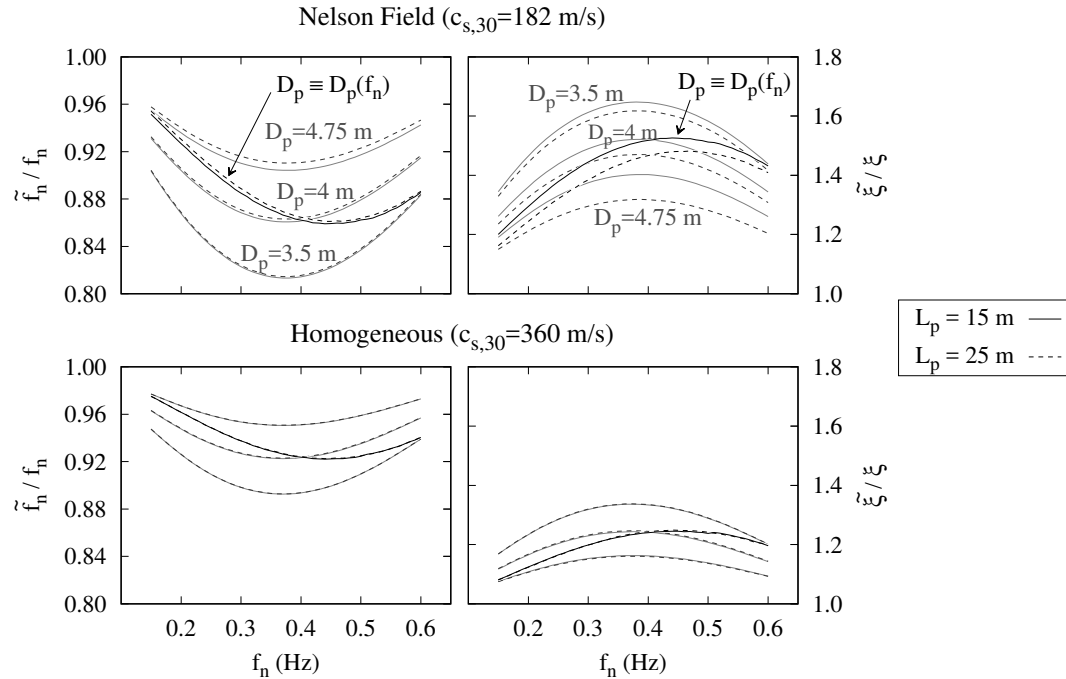 Nelson Field (c_s,30=182 m/s)
1.00
0.96
0.92
0.88
0.84
0.80
f̃_n / f_n
D_p ≡ D_p(f_n)
D_p=4.75 m
D_p=4 m
D_p=3.5 m
D_p=3.5 m
D_p ≡ D_p(f_n)
D_p=4 m
D_p=4.75 m
1.8
1.6
1.4
1.2
1.0
ξ̃ / ξ
L_p = 15 m
L_p = 25 m
Homogeneous (c_s,30=360 m/s)
1.00
0.96
0.92
0.88
0.84
0.80
f̃_n / f_n
0.2 0.3 0.4 0.5 0.6
f_n (Hz)
1.8
1.6
1.4
1.2
1.0
ξ̃ / ξ
0.2 0.3 0.4 0.5 0.6
f_n (Hz)